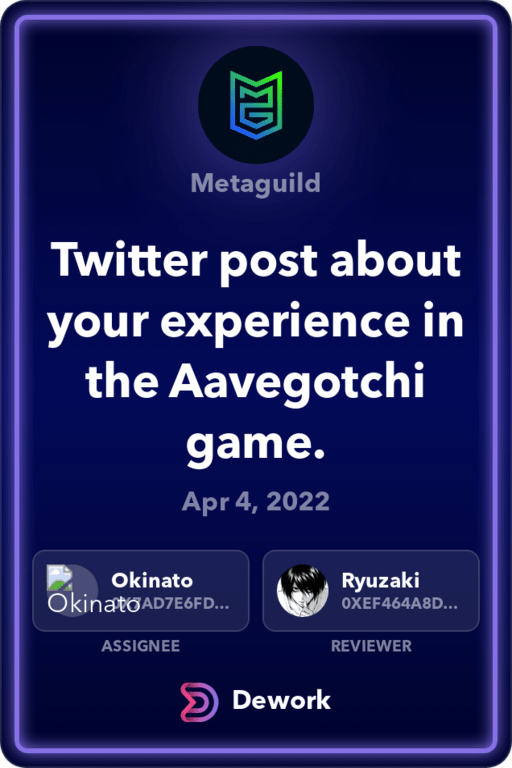 Metaguild
Twitter post about
your experience in
the Aavegotchi
game.
Apr 4, 2022
Okinato
Okinato
Ryuzaki
0XEF464A8D...
ASSIGNEE
REVIEWER
Dework